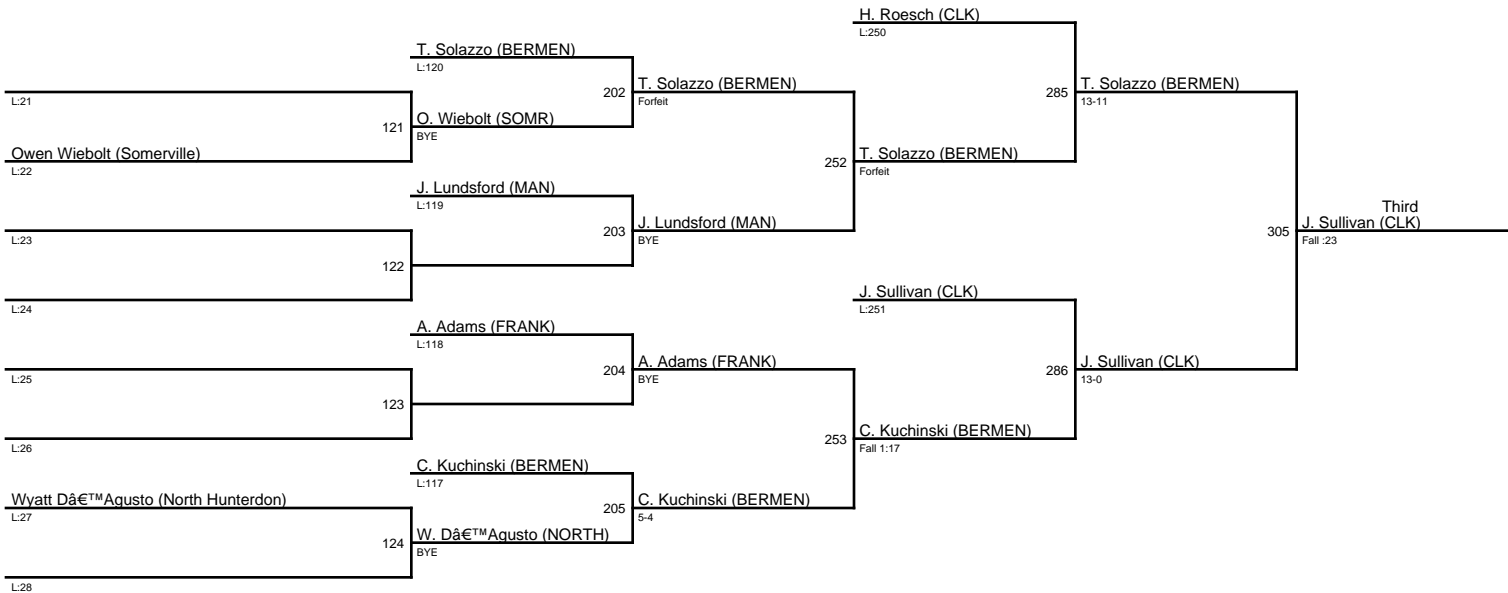 H. Roesch (CLK)
L:250
T. Solazzo (BERMEN)
L:120
202
T. Solazzo (BERMEN)
Forfeit
285
T. Solazzo (BERMEN)
13-11
L:21
121
O. Wiebolt (SOMR)
BYE
Owen Wiebolt (Somerville)
L:22
252
T. Solazzo (BERMEN)
Forfeit
J. Lundsford (MAN)
L:119
203
J. Lundsford (MAN)
BYE
L:23
122
L:24
Third
305
J. Sullivan (CLK)
Fall :23
J. Sullivan (CLK)
L:251
A. Adams (FRANK)
L:118
204
A. Adams (FRANK)
BYE
286
J. Sullivan (CLK)
13-0
L:25
123
L:26
253
C. Kuchinski (BERMEN)
Fall 1:17
C. Kuchinski (BERMEN)
L:117
205
C. Kuchinski (BERMEN)
5-4
Wyatt Dâ€™Agusto (North Hunterdon)
L:27
124
W. Dâ€™Agusto (NORTH)
BYE
L:28